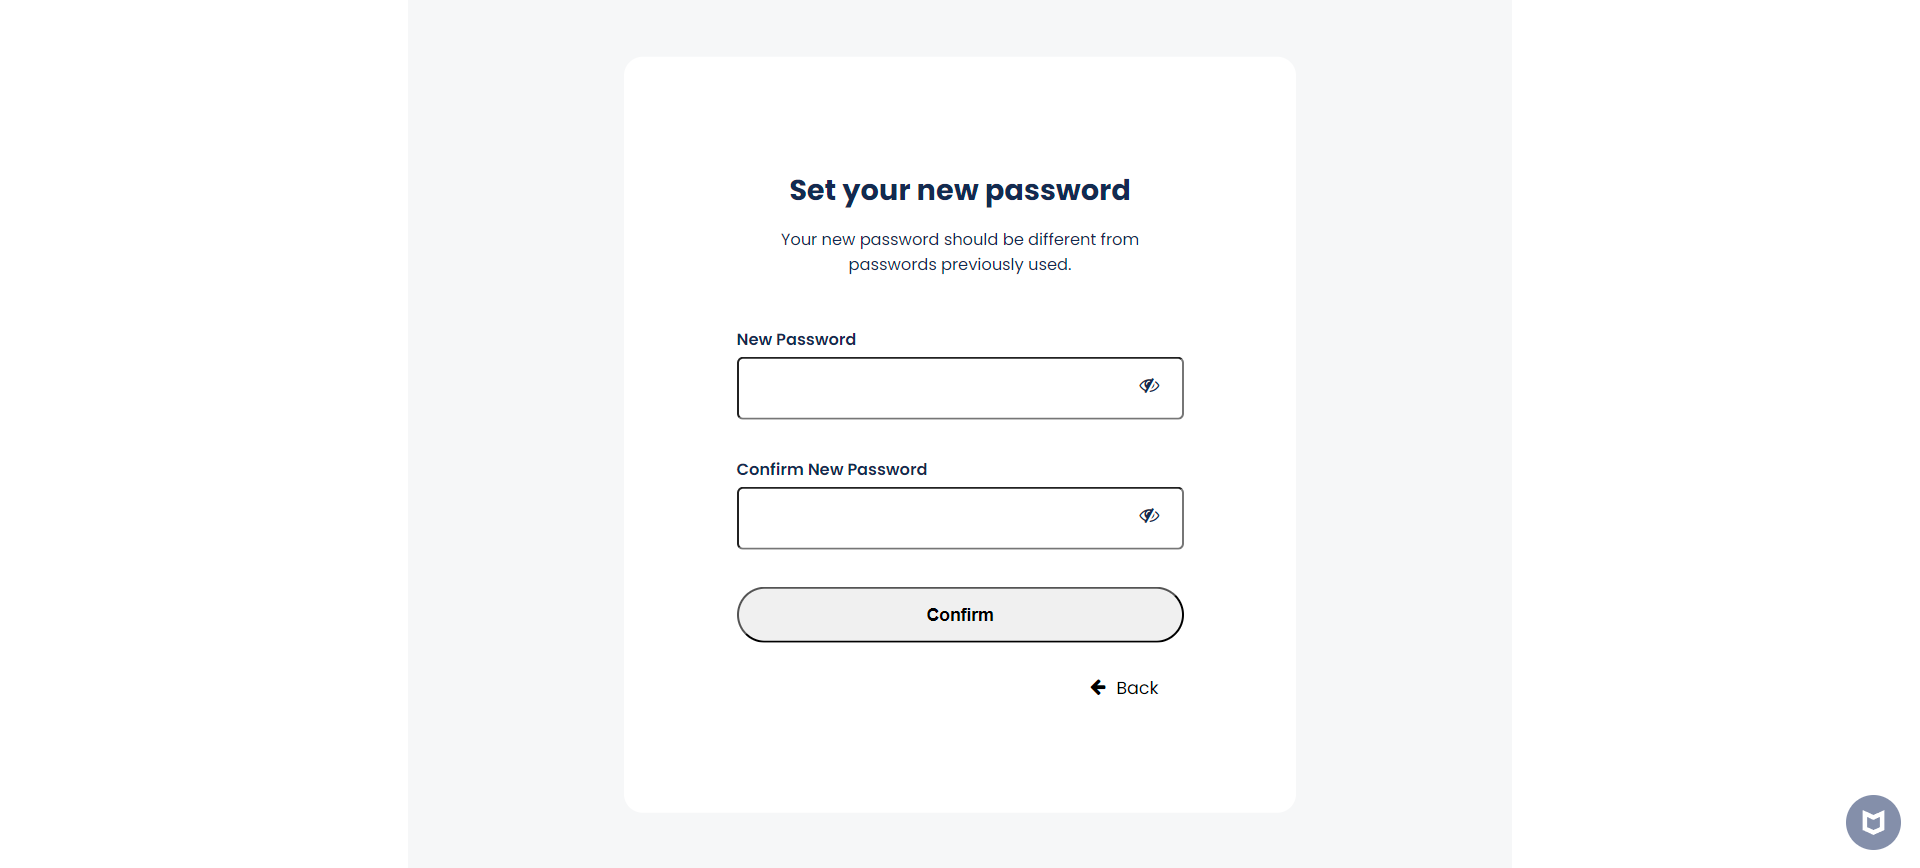 Set your new password
Your new password should be different from
passwords previously used.
New Password
Confirm New Password
Confirm
Back